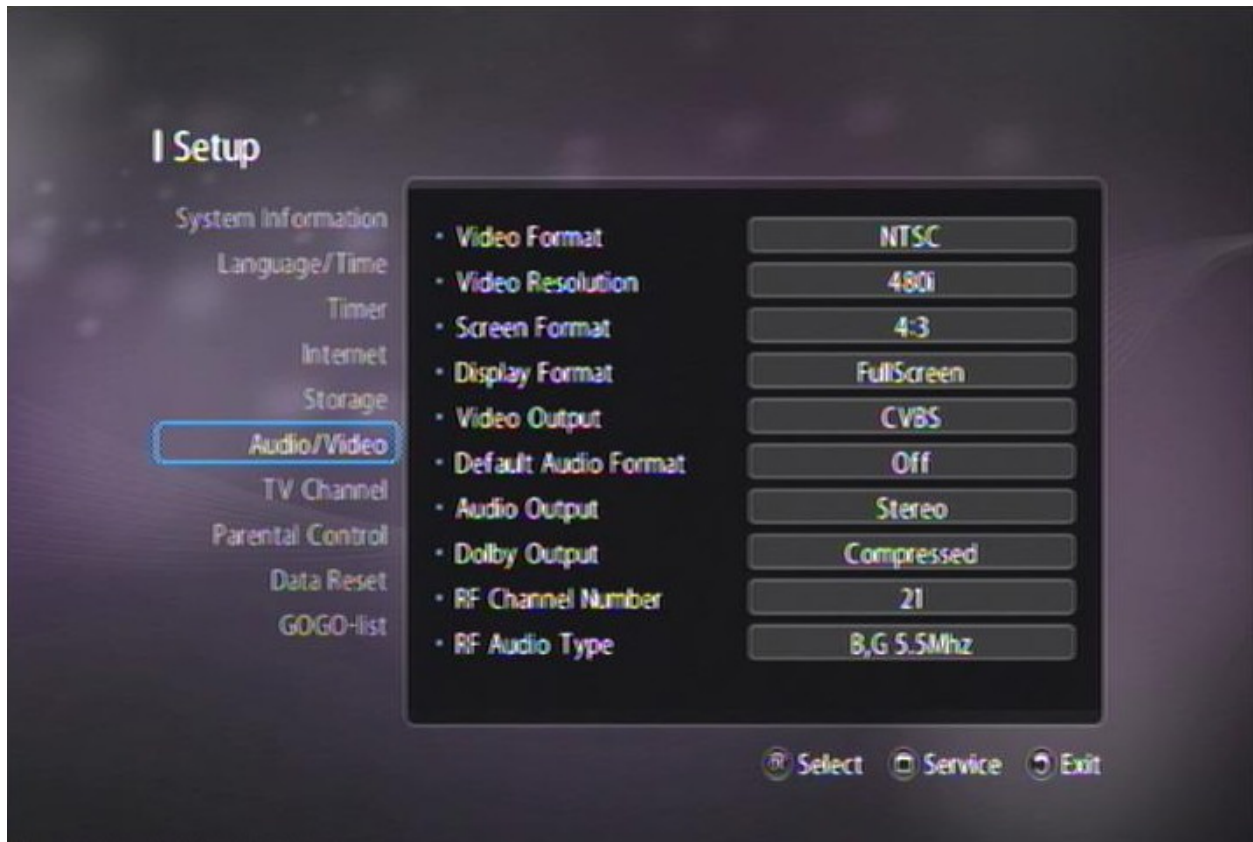 Setup
System Information
Language/Time
Timer
Internet
Storage
Audio/Video
TV Channel
Parental Control
Data Reset
GOGO-list
Video Format NTSC
Video Resolution 480i
Screen Format 4:3
Display Format FullScreen
Video Output CVBS
Default Audio Format Off
Audio Output Stereo
Dolby Output Compressed
RF Channel Number 21
RF Audio Type B,G 5.5Mhz
Select Service Exit